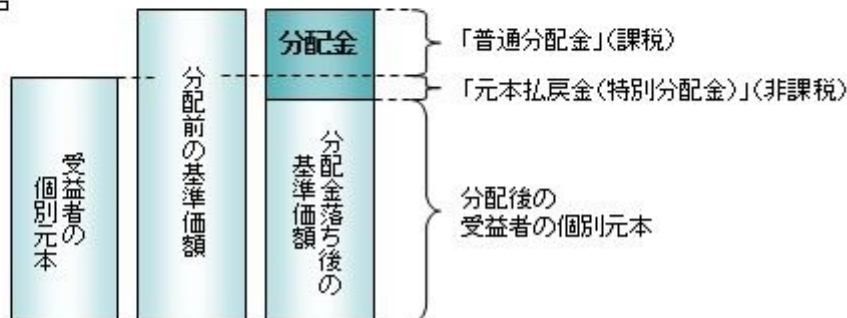 受益者の
個別元本
分配前の基準価額
分配金
分配金落ち後の
基準価額
「普通分配金」(課税)
「元本払戻金(特別分配金)」(非課税)
分配後の
受益者の個別元本